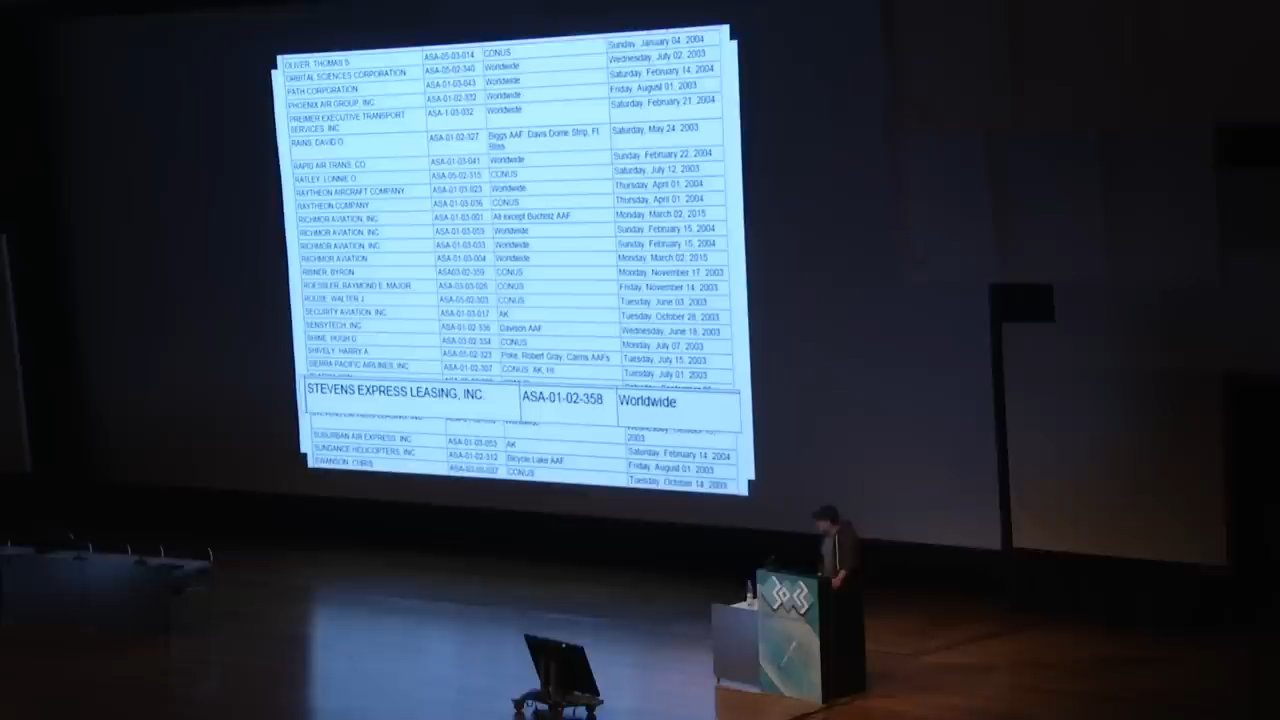 Sunday, January 04, 2004
OLIVER, THOMAS S. ASA-05-03-014 CONUS Wednesday, July 02, 2003
ORBITAL SCIENCES CORPORATION ASA-05-02-340 Worldwide Saturday, February 14, 2004
PATH CORPORATION ASA-01-03-043 Worldwide Friday, August 01, 2003
PHOENIX AIR GROUP, INC ASA-01-02-332 Worldwide Saturday, February 21, 2004
PREIMER EXECUTIVE TRANSPORT ASA-1-03-032 Worldwide
SERVICES, INC
RAINS, DAVID O. ASA-01-02-327 Biggs AAF, Davis Dome Strip, Ft. Saturday, May 24, 2003
Bliss
RAPID AIR TRANS, CO ASA-01-03-041 Worldwide Sunday, February 22, 2004
RATLEY, LONNIE O. ASA-05-02-315 CONUS Saturday, July 12, 2003
RAYTHEON AIRCRAFT COMPANY ASA-01-03-023 Worldwide Thursday, April 01, 2004
RAYTHEON COMPANY ASA-01-03-036 CONUS Thursday, April 01, 2004
RICHMOR AVIATION, INC ASA-01-03-001 All except Bucholz AAF Monday, March 02, 2015
RICHMOR AVIATION, INC ASA-01-03-059 Worldwide Sunday, February 15, 2004
RICHMOR AVIATION, INC ASA-01-03-033 Worldwide Sunday, February 15, 2004
RICHMOR AVIATION ASA-01-03-004 Worldwide Monday, March 02, 2015
RISNER, BYRON ASA03-02-359 CONUS Monday, November 17, 2003
ROESSLER, RAYMOND E. MAJOR ASA-03-03-026 CONUS Friday, November 14, 2003
WALTER J. ASA-05-02-303 CONUS Tuesday, June 03, 2003
SECURITY AVIATION, INC ASA-01-03-017 AK Tuesday, October 28, 2003
SENSYTECH, INC ASA-01-02-336 Davison AAF Wednesday, June 18, 2003
HUGH D. ASA-03-02-334 CONUS Monday, July 07, 2003
SHIVELY, HARRY A. ASA-05-02-323 Polk, Robert Gray, Cairns AAFs Tuesday, July 15, 2003
SIERRA PACIFIC AIRLINES, INC ASA-01-02-307 CONUS, AK, HI Tuesday, July 01, 2003
STEVENS EXPRESS LEASING, INC. ASA-01-02-358 Worldwide
2003
SUBURBAN AIR EXPRESS, INC ASA-01-03-053 AK Saturday, February 14, 2004
SUNDANCE HELICOPTERS, INC ASA-01-02-312 Bicycle Lake AAF Friday, August 01, 2003
SWANSON, CHRIS CONUS Tuesday, October 14, 2003
30C3